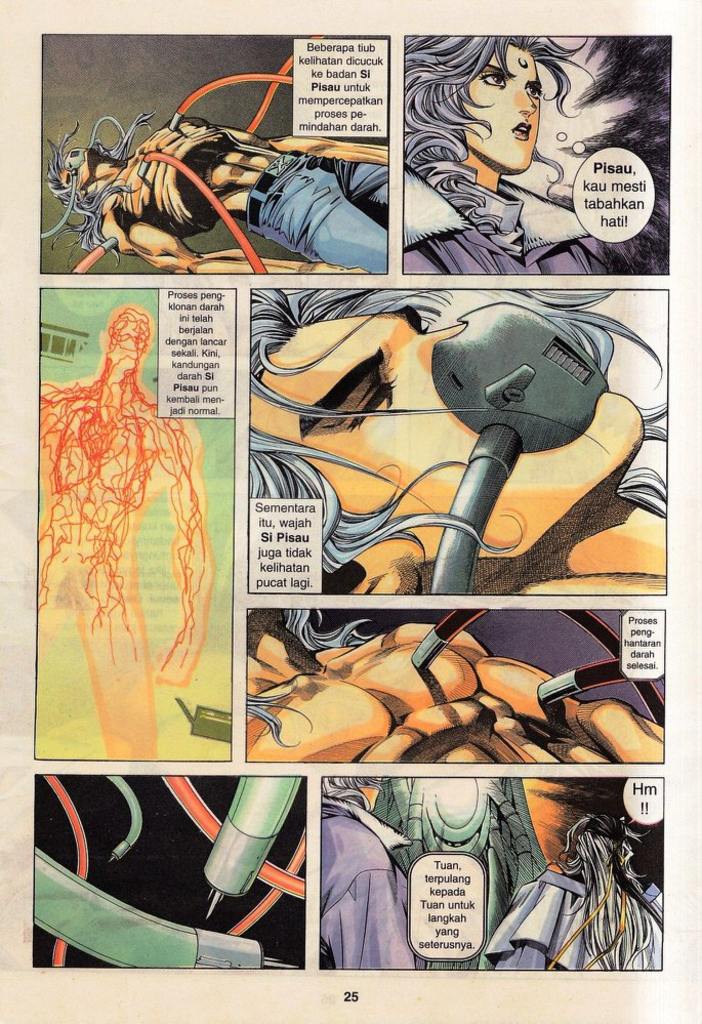 Beberapa tiub
kelihatan dicucuk
ke badan Si
Pisau untuk
mempercepatkan
proses pe-
mindahan darah.
Pisau,
kau mesti
tabahkan
hati!
Proses peng-
klonan darah
ini telah
berjalan
dengan lancar
sekali. Kini,
kandungan
darah Si
Pisau pun
kembali men-
jadi normal.
Sementara
itu, wajah
Si Pisau
juga tidak
kelihatan
pucat lagi.
Proses
peng-
hantaran
darah
selesai.
Hm
!!
Tuan,
terpulang
kepada
Tuan untuk
langkah
yang
seterusnya.
25